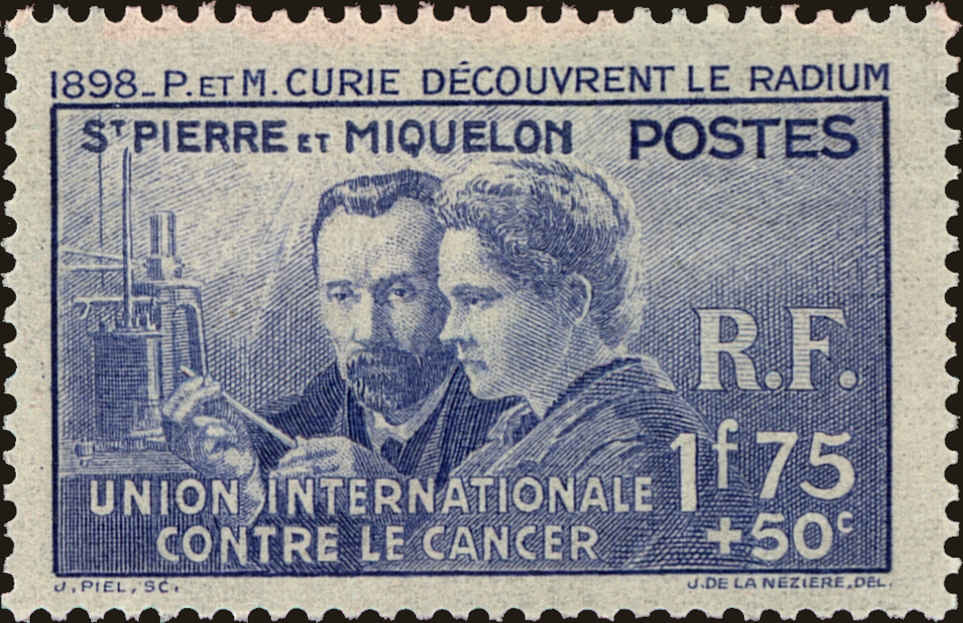 1898_P. ET M. CURIE DÉCOUVRENT LE RADIUM
ST PIERRE ET MIQUELON POSTES
R.F.
1f 75
+50c
UNION INTERNATIONALE
CONTRE LE CANCER
J. PIEL, SC. J. DE LA NÉZIÈRE, DEL.